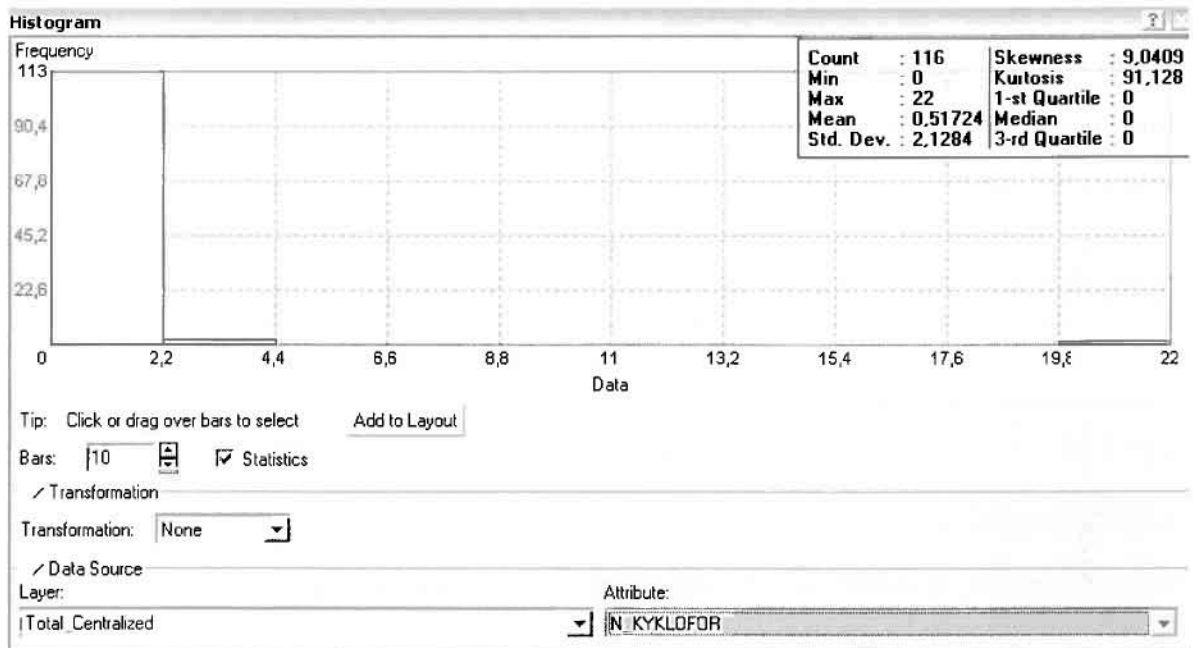 Histogram
Frequency
Count : 116 Skewness : 9,0409
Min : 0 Kurtosis : 91,128
Max : 22 1-st Quartile : 0
Mean : 0,51724 Median : 0
Std. Dev. : 2,1284 3-rd Quartile : 0
113
90,4
67,8
45,2
22,6
0 2,2 4,4 6,6 8,8 11 13,2 15,4 17,6 19,8 22
Data
Tip: Click or drag over bars to select Add to Layout
Bars: 10 Statistics
Transformation
Transformation: None
Data Source
Layer: Attribute:
Total_Centralized N_KYKLOFOR